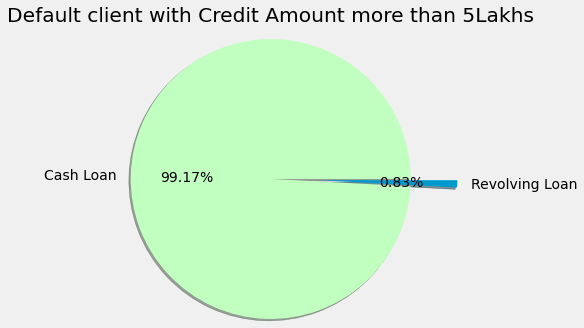 Default client with Credit Amount more than 5Lakhs
Cash Loan
99.17%
0.83%
Revolving Loan